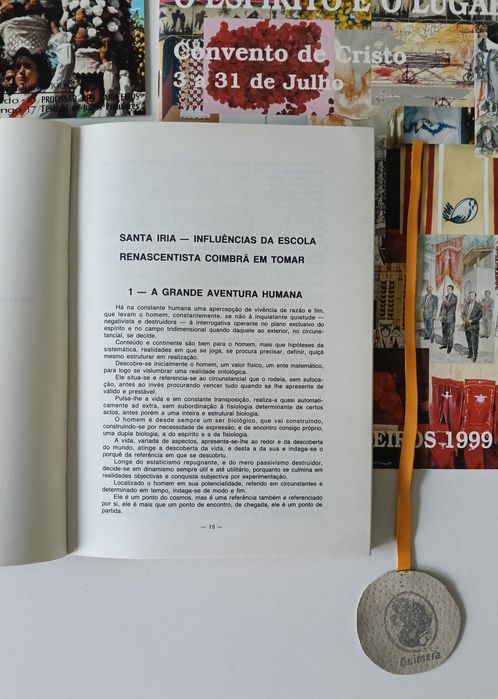 O ESPÍRITO E O LUGAR
Convento de Cristo
3 a 31 de Julho
TABULEIROS
Festival de
SANTA IRIA — INFLUÊNCIAS DA ESCOLA
RENASCENTISTA COIMBRÃ EM TOMAR
1 — A GRANDE AVENTURA HUMANA
Há na constante humana uma apercepção de vivência de razão e fim,
que levam o homem, constantemente, se não à inquietante quietude —
negativista e destruidora — à interrogativa operante no plano exclusivo do
espírito e no campo tridimensional quando daquele ao exterior, no circuns-
tancial, se decide.
Conteúdo e continente são bem para o homem, mais que hipóteses de
sistemática, realidades em que se joga, se procura precisar, definir, quiçá
mesmo estruturar em realização.
Descobre-se inicialmente o homem, um valor físico, um ente matemático,
para logo se vislumbrar uma realidade ontológica.
Ele situa-se e referencia-se ao circunstancial que o rodeia, sem sufoca-
ção, antes ao invés procurando vencer tudo quando se lhe apresente de
válido e prestável.
Pulsa-lhe a vida e em constante transposição, realiza-a quasi automati-
camente ad extra, sem subordinação à fisiologia determinante de certos
actos, antes porém a uma inteira e estrutural biologia.
O biológico é homem desde sempre um ser biológico, que vai construindo,
construindo-se por necessidade de expressão, e de encontro consigo próprio,
uma dupla biologia, a do espírito e a da fisiologia.
A vida, variada de aspectos, apresenta-se-lhe ao redor e da descoberta
do mundo, atinge a descoberta da vida, e desta a da sua e indaga-se o
porquê da referência em que se descobriu.
Longe do estaticismo repugnante, e do mero passivismo destruidor,
decide-se em dinamismo sempre útil e até utilitário, porquanto se culmina em
realidades objectivas e conquista subjectiva por experimentação.
Localizado o homem em sua potencialidade, referido em circunstantes e
determinado em tempo, indaga-se de modo e fim.
Ele é um ponto do cosmos, mas é uma referência também e referenciado
por si, ele é mais que um ponto de encontro, de chegada, ele é um ponto de
partida.
— 15 —
EIROS 1999
Quimera